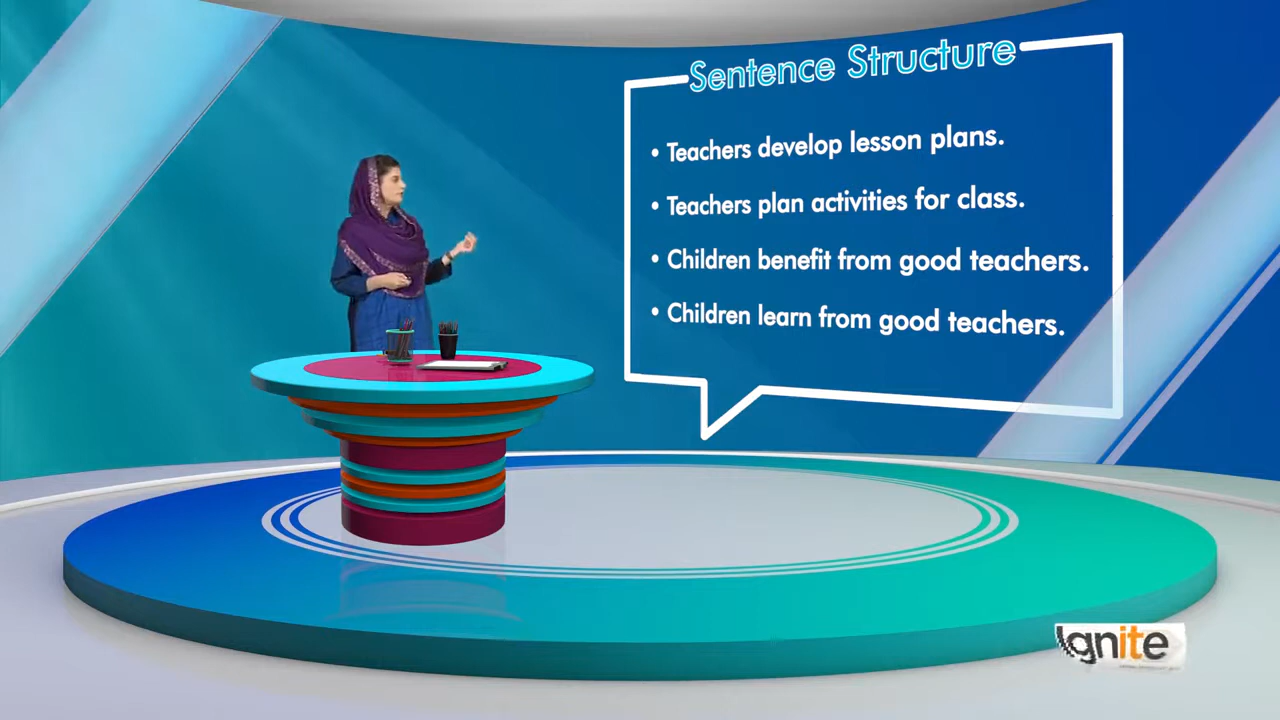 Sentence Structure
• Teachers develop lesson plans.
• Teachers plan activities for class.
• Children benefit from good teachers.
• Children learn from good teachers.
Ignite